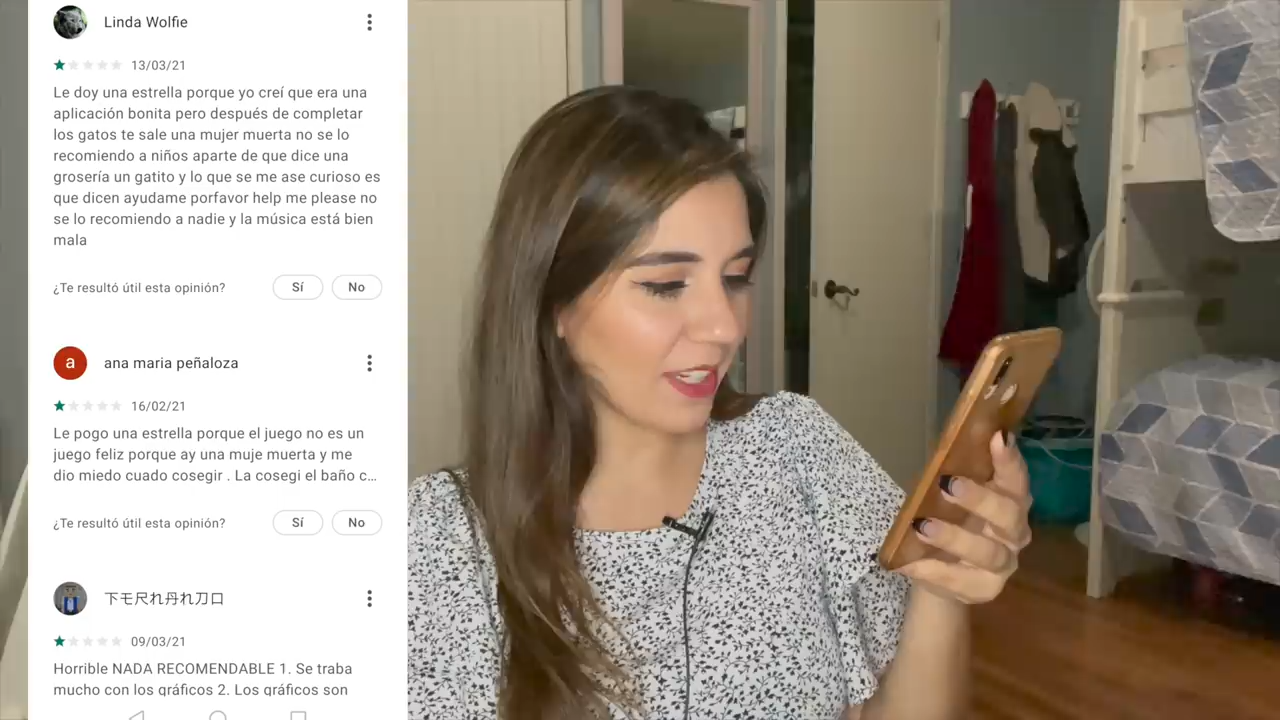 Linda Wolfie
13/03/21
Le doy una estrella porque yo creí que era una
aplicación bonita pero después de completar
los gatos te sale una mujer muerta no se lo
recomiendo a niños aparte de que dice una
grosería un gatito y lo que se me ase curioso es
que dicen ayudame porfavor help me please no
se lo recomiendo a nadie y la música está bien
mala
¿Te resultó útil esta opinión?
Sí
No
a
ana maria peñaloza
16/02/21
Le pogo una estrella porque el juego no es un
juego feliz porque ay una muje muerta y me
dio miedo cuado cosegir . La cosegi el baño c…
¿Te resultó útil esta opinión?
Sí
No
下モ尺れ丹れ刀口
09/03/21
Horrible NADA RECOMENDABLE 1. Se traba
mucho con los gráficos 2. Los gráficos son